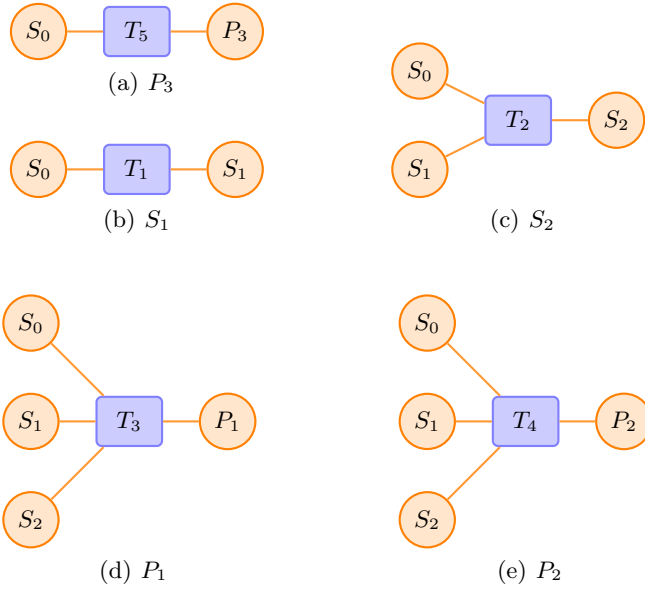 S₀ T₅ P₃
(a) P₃
S₀ T₁ S₁
(b) S₁
S₀
T₂ S₂
S₁
(c) S₂
S₀
S₁ T₃ P₁
S₂
(d) P₁
S₀
S₁ T₄ P₂
S₂
(e) P₂